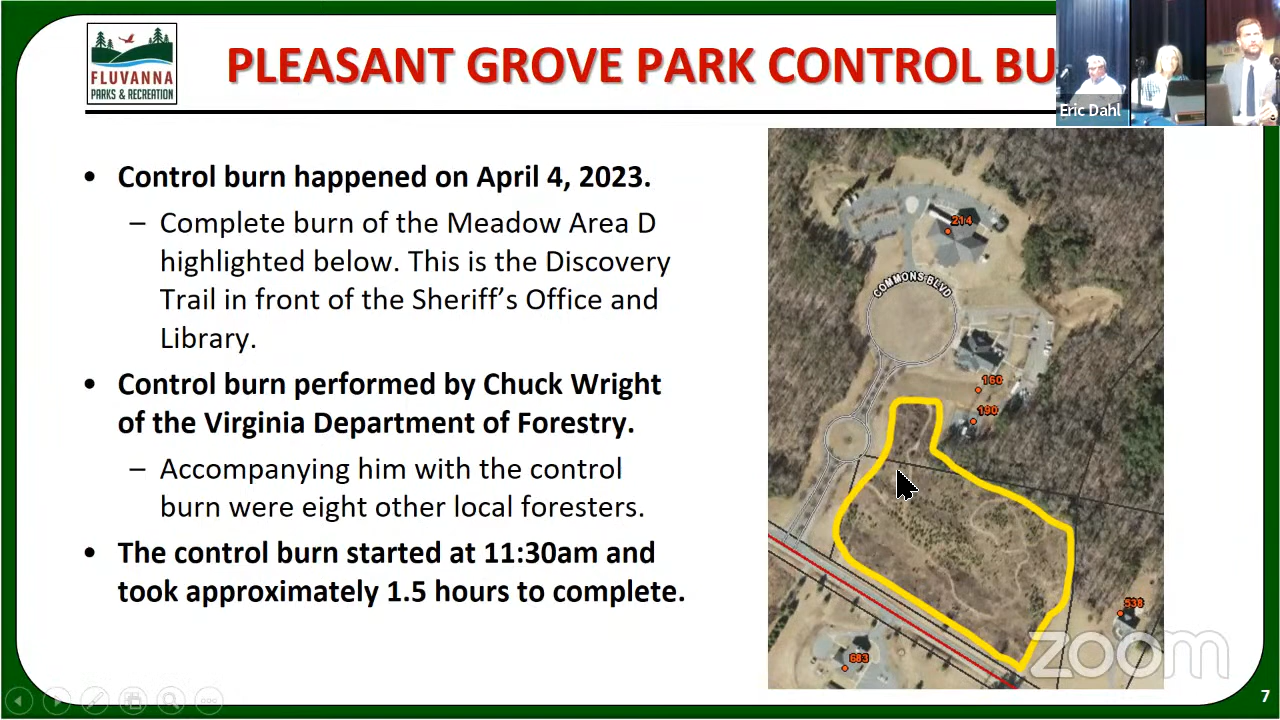 FLUVANNA
PARKS & RECREATION
PLEASANT GROVE PARK CONTROL BU
Eric Dahl
• Control burn happened on April 4, 2023.
– Complete burn of the Meadow Area D
highlighted below. This is the Discovery
Trail in front of the Sheriff's Office and
Library.
• Control burn performed by Chuck Wright
of the Virginia Department of Forestry.
– Accompanying him with the control
burn were eight other local foresters.
• The control burn started at 11:30am and
took approximately 1.5 hours to complete.
214
COMMONS BLVD
160
190
538
683
zoom
7